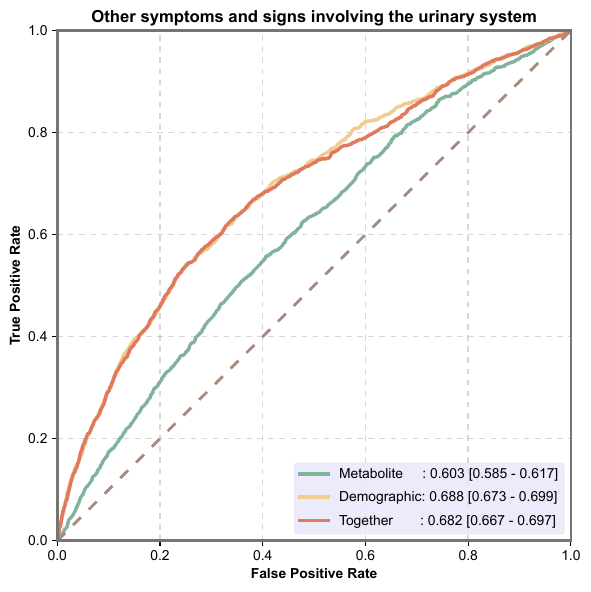 Other symptoms and signs involving the urinary system
1.0
0.8
0.6
0.4
0.2
0.0
True Positive Rate
Metabolite : 0.603 [0.585 - 0.617]
Demographic: 0.688 [0.673 - 0.699]
Together : 0.682 [0.667 - 0.697]
0.0 0.2 0.4 0.6 0.8 1.0
False Positive Rate